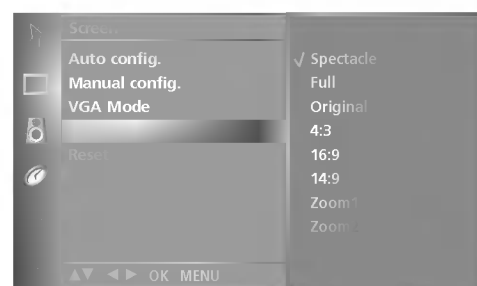 Screen
Auto config.
Manual config.
VGA Mode
Reset
√ Spectacle
Full
Original
4:3
16:9
14:9
Zoom1
Zoom2
▲▼ ◀ ▶ OK MENU